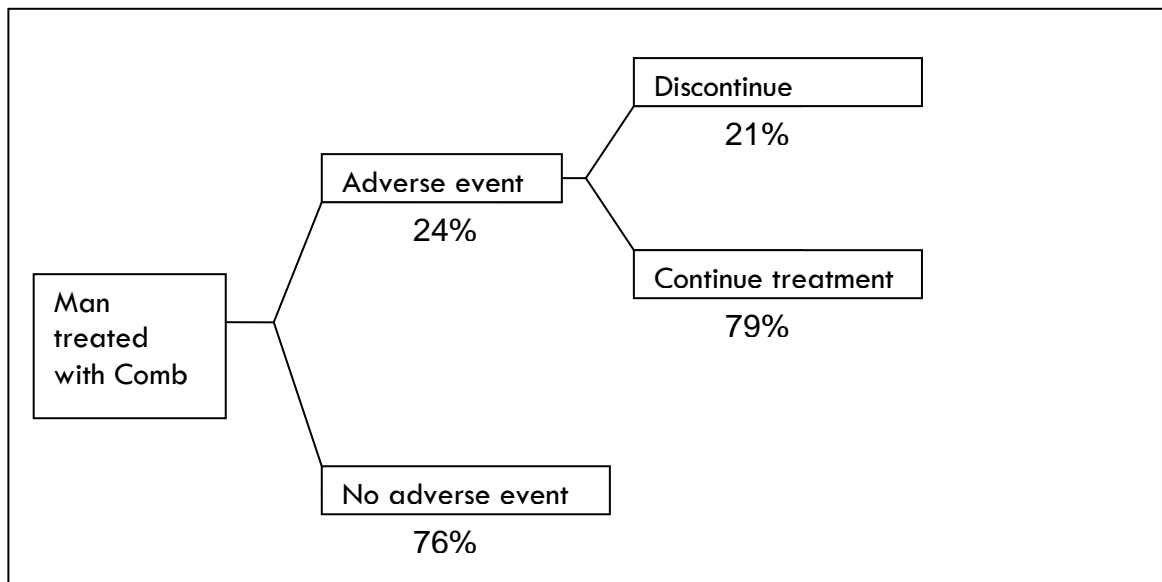 Discontinue
21%
Adverse event
24%
Continue treatment
79%
Man
treated
with Comb
No adverse event
76%